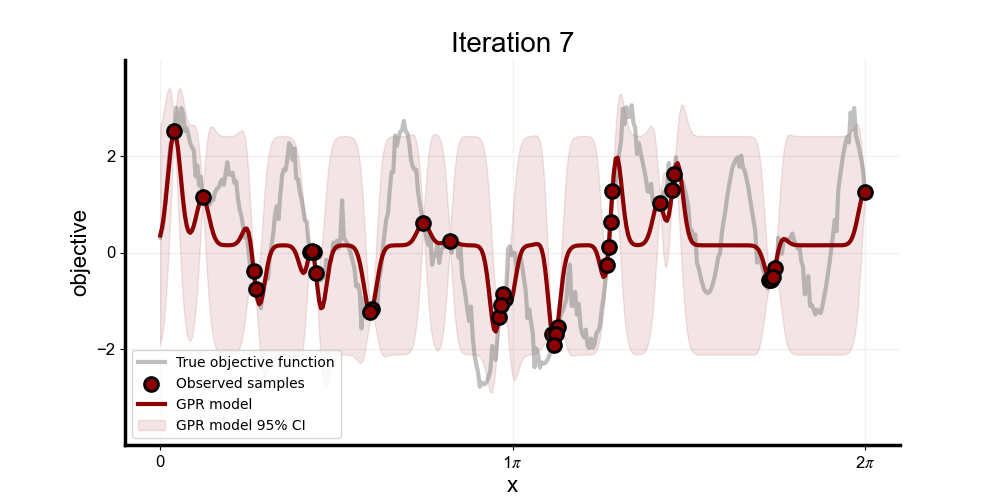 Iteration 7
objective
2
0
−2
True objective function
Observed samples
GPR model
GPR model 95% CI
0
1π
2π
x